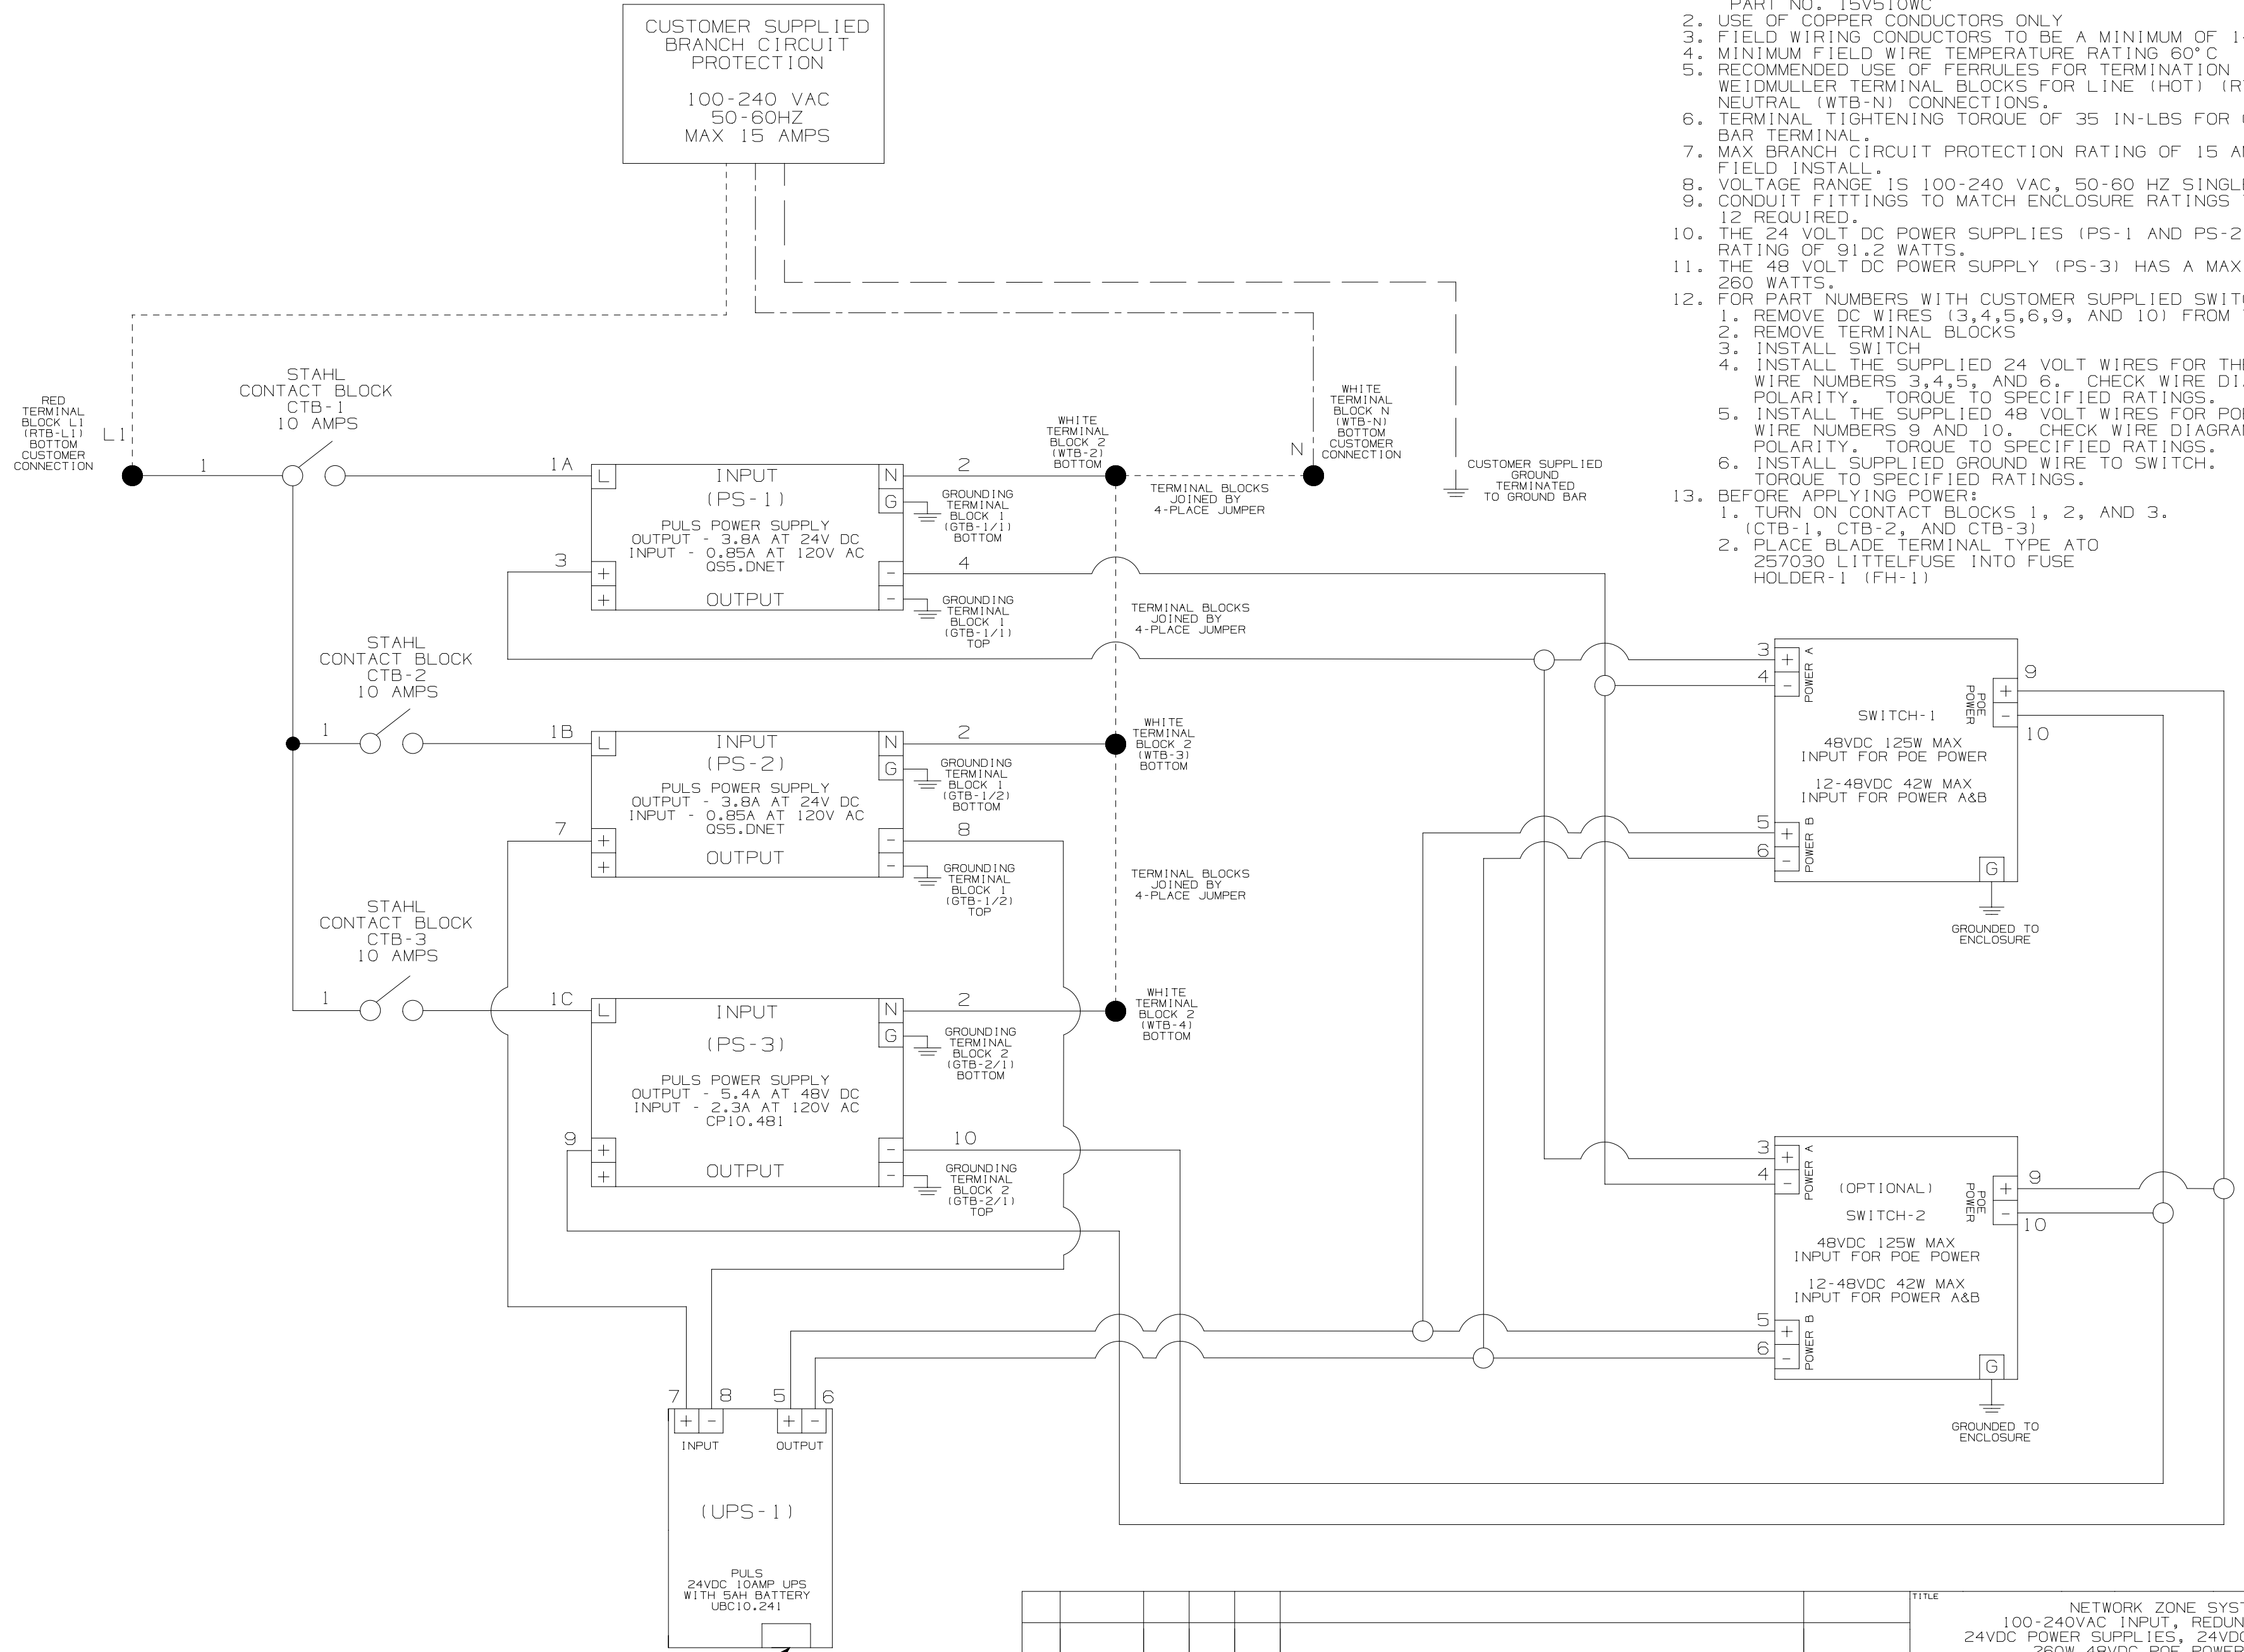 CUSTOMER SUPPLIED
BRANCH CIRCUIT
PROTECTION
100-240 VAC
50-60HZ
MAX 15 AMPS
PART NO. 15V510WC
2. USE OF COPPER CONDUCTORS ONLY
3. FIELD WIRING CONDUCTORS TO BE A MINIMUM OF
4. MINIMUM FIELD WIRE TEMPERATURE RATING 60°C
5. RECOMMENDED USE OF FERRULES FOR TERMINATION
WEIDMULLER TERMINAL BLOCKS FOR LINE (HOT)
NEUTRAL (WTB-N) CONNECTIONS.
6. TERMINAL TIGHTENING TORQUE OF 35 IN-LBS FOR
BAR TERMINAL.
7. MAX BRANCH CIRCUIT PROTECTION RATING OF 15
FIELD INSTALL.
8. VOLTAGE RANGE IS 100-240 VAC, 50-60 HZ
9. CONDUIT FITTINGS TO MATCH ENCLOSURE RATINGS
12 REQUIRED.
10. THE 24 VOLT DC POWER SUPPLIES (PS-1 AND PS-2
RATING OF 91.2 WATTS.
11. THE 48 VOLT DC POWER SUPPLY (PS-3) HAS A MAX
260 WATTS.
12. FOR PART NUMBERS WITH CUSTOMER SUPPLIED
1. REMOVE DC WIRES (3,4,5,6,9, AND 10) FROM
2. REMOVE TERMINAL BLOCKS
3. INSTALL SWITCH
4. INSTALL THE SUPPLIED 24 VOLT WIRES FOR THE
WIRE NUMBERS 3,4,5, AND 6. CHECK WIRE
POLARITY. TORQUE TO SPECIFIED RATINGS.
5. INSTALL THE SUPPLIED 48 VOLT WIRES FOR
WIRE NUMBERS 9 AND 10. CHECK WIRE DIAGRAM
POLARITY. TORQUE TO SPECIFIED RATINGS.
6. INSTALL SUPPLIED GROUND WIRE TO SWITCH.
TORQUE TO SPECIFIED RATINGS.
13. BEFORE APPLYING POWER:
1. TURN ON CONTACT BLOCKS 1, 2, AND 3.
(CTB-1, CTB-2, AND CTB-3)
2. PLACE BLADE TERMINAL TYPE ATO
257030 LITTELFUSE INTO FUSE
HOLDER-1 (FH-1)
RED
TERMINAL
BLOCK L1
(RTB-L1)
BOTTOM
CUSTOMER
CONNECTION
L1
1
STAHL
CONTACT BLOCK
CTB-1
10 AMPS
1A
L
INPUT
N
G
(PS-1)
PULS POWER SUPPLY
OUTPUT - 3.8A AT 24V DC
INPUT - 0.85A AT 120V AC
QS5.DNET
OUTPUT
3
+
+
-
-
2
4
GROUNDING
TERMINAL
BLOCK 1
(GTB-1/1)
BOTTOM
GROUNDING
TERMINAL
BLOCK 1
(GTB-1/1)
TOP
WHITE
TERMINAL
BLOCK 2
(WTB-2)
BOTTOM
TERMINAL BLOCKS
JOINED BY
4-PLACE JUMPER
N
WHITE
TERMINAL
BLOCK N
(WTB-N)
BOTTOM
CUSTOMER
CONNECTION
CUSTOMER SUPPLIED
GROUND
TERMINATED
TO GROUND BAR
TERMINAL BLOCKS
JOINED BY
4-PLACE JUMPER
STAHL
CONTACT BLOCK
CTB-2
10 AMPS
1
1B
L
INPUT
N
G
(PS-2)
PULS POWER SUPPLY
OUTPUT - 3.8A AT 24V DC
INPUT - 0.85A AT 120V AC
QS5.DNET
OUTPUT
7
+
+
-
-
2
8
GROUNDING
TERMINAL
BLOCK 1
(GTB-1/2)
BOTTOM
GROUNDING
TERMINAL
BLOCK 1
(GTB-1/2)
TOP
WHITE
TERMINAL
BLOCK 2
(WTB-3)
BOTTOM
TERMINAL BLOCKS
JOINED BY
4-PLACE JUMPER
STAHL
CONTACT BLOCK
CTB-3
10 AMPS
1
1C
L
INPUT
N
G
(PS-3)
PULS POWER SUPPLY
OUTPUT - 5.4A AT 48V DC
INPUT - 2.3A AT 120V AC
CP10.481
OUTPUT
9
+
+
-
-
2
10
GROUNDING
TERMINAL
BLOCK 2
(GTB-2/1)
BOTTOM
GROUNDING
TERMINAL
BLOCK 2
(GTB-2/1)
TOP
WHITE
TERMINAL
BLOCK 2
(WTB-4)
BOTTOM
3
4
+
-
POWER A
SWITCH-1
48VDC 125W MAX
INPUT FOR POE POWER
12-48VDC 42W MAX
INPUT FOR POWER A&B
POE
POWER
+
-
9
10
5
6
+
-
POWER B
G
GROUNDED TO
ENCLOSURE
3
4
+
-
POWER A
(OPTIONAL)
SWITCH-2
48VDC 125W MAX
INPUT FOR POE POWER
12-48VDC 42W MAX
INPUT FOR POWER A&B
POE
POWER
+
-
9
10
5
6
+
-
POWER B
G
GROUNDED TO
ENCLOSURE
7 8 5 6
+ - + -
INPUT OUTPUT
(UPS-1)
PULS
24VDC 10AMP UPS
WITH 5AH BATTERY
UBC10.241
TITLE
NETWORK ZONE
100-240VAC INPUT,
24VDC POWER SUPPLIES,
260W 48VDC POE POWER